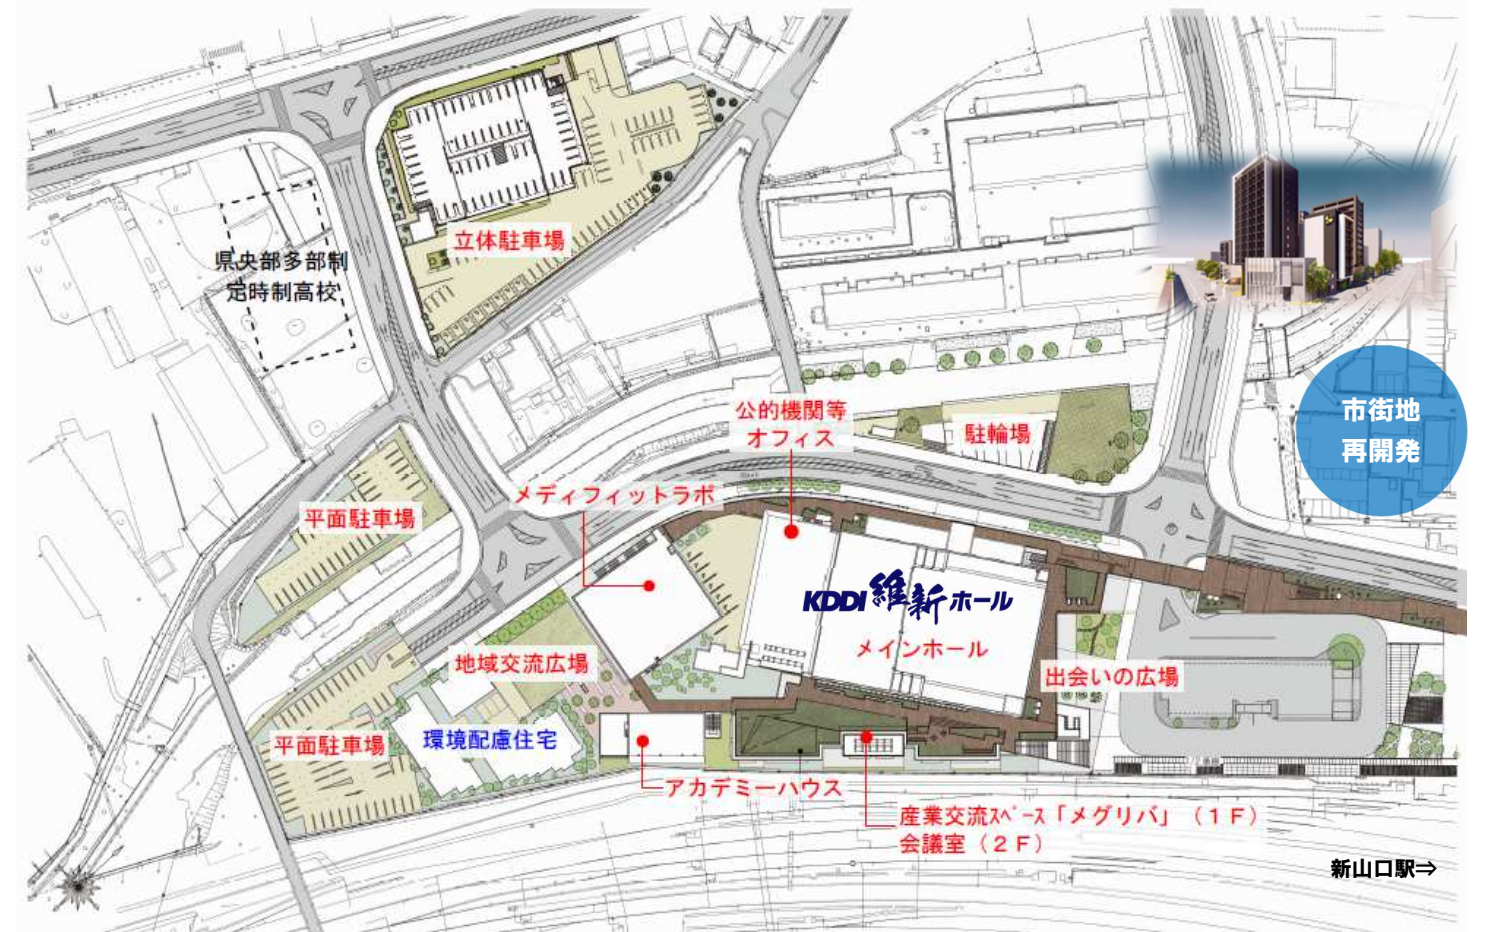 立体駐車場
県央部多部制
定時制高校
市街地
再開発
公的機関等
オフィス
駐輪場
メディフィットラボ
平面駐車場
KDDI維新ホール
メインホール
地域交流広場
出会いの広場
平面駐車場
環境配慮住宅
アカデミーハウス
産業交流ｽﾍﾟｰｽ「メグリバ」（１Ｆ）
会議室（２Ｆ）
新山口駅⇒